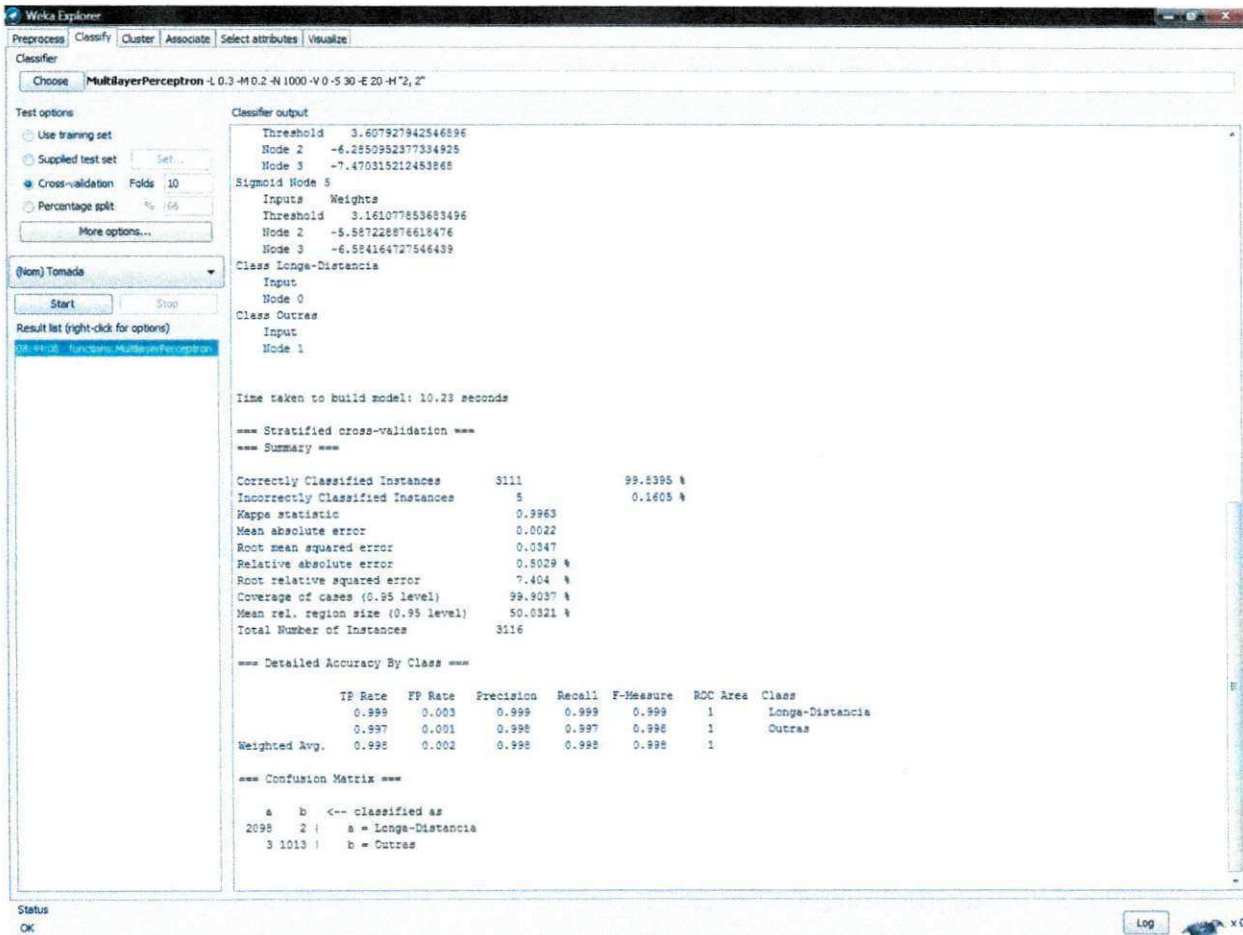 Weka Explorer
Preprocess Classify Cluster Associate Select attributes Visualize
Classifier
Choose MultilayerPerceptron -L 0.3 -M 0.2 -N 1000 -V 0 -S 30 -E 20 -H "2, 2"
Test options
Use training set
Supplied test set Set...
Cross-validation Folds 10
Percentage split % 66
More options...
(Nom) Tomada
Start Stop
Result list (right-click for options)
08:44:08 functions.MultilayerPerceptron
Classifier output
Threshold 3.607927942546896
Node 2 -6.2850952377334925
Node 3 -7.470315212453868
Sigmoid Node 5
Inputs Weights
Threshold 3.161077853683496
Node 2 -5.587228876618476
Node 3 -6.584164727546439
Class Longa-Distancia
Input
Node 0
Class Outras
Input
Node 1
Time taken to build model: 10.23 seconds
=== Stratified cross-validation ===
=== Summary ===
Correctly Classified Instances 3111 99.8395 %
Incorrectly Classified Instances 5 0.1605 %
Kappa statistic 0.9963
Mean absolute error 0.0022
Root mean squared error 0.0347
Relative absolute error 0.5029 %
Root relative squared error 7.404 %
Coverage of cases (0.95 level) 99.9037 %
Mean rel. region size (0.95 level) 50.0321 %
Total Number of Instances 3116
=== Detailed Accuracy By Class ===
TP Rate FP Rate Precision Recall F-Measure ROC Area Class
0.999 0.003 0.999 0.999 0.999 1 Longa-Distancia
0.997 0.001 0.998 0.997 0.998 1 Outras
Weighted Avg. 0.998 0.002 0.998 0.998 0.998 1
=== Confusion Matrix ===
a b <-- classified as
2098 2 | a = Longa-Distancia
3 1013 | b = Outras
Status
OK
Log
x 0